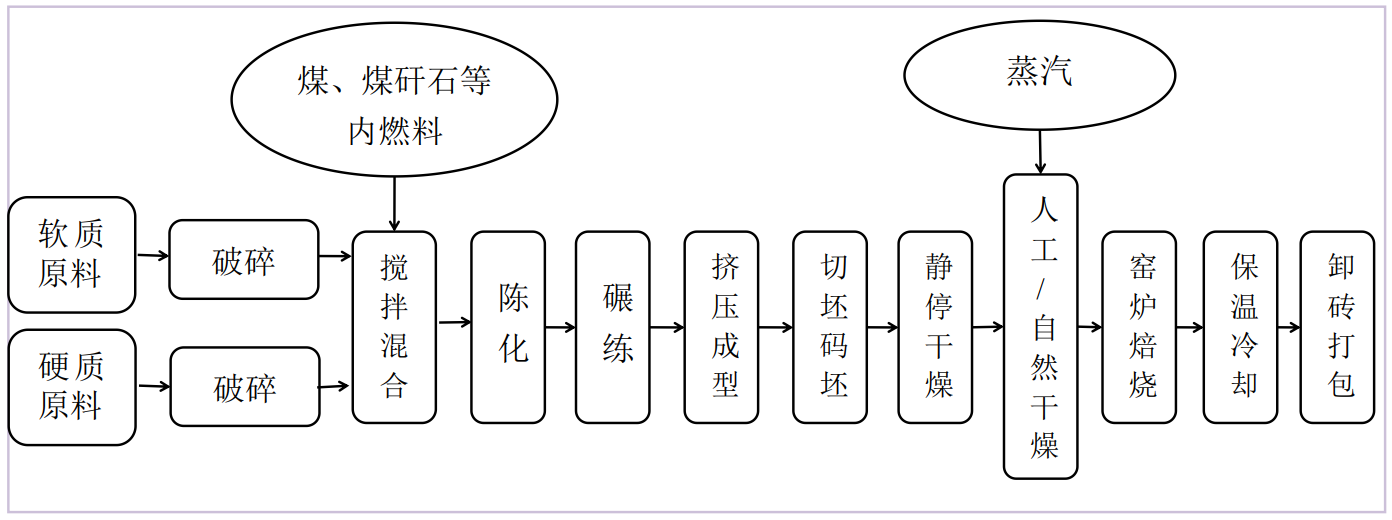 煤、煤矸石等
内燃料
蒸汽
软质
原料
破碎
硬质
原料
破碎
搅拌混合
陈化
碾练
挤压成型
切坯码坯
静停干燥
人工/自然干燥
窑炉焙烧
保温冷却
卸砖打包